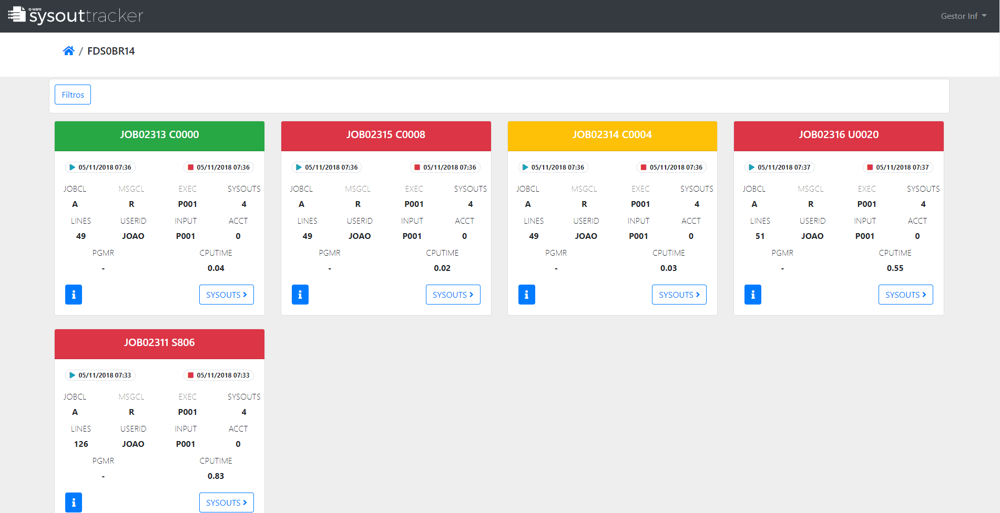 q-ware
sysouttracker
Gestor Inf
/ FDS0BR14
Filtros
JOB02313 C0000
05/11/2018 07:36 05/11/2018 07:36
JOBCL MSGCL EXEC SYSOUTS
A R P001 4
LINES USERID INPUT ACCT
49 JOAO P001 0
PGMR CPUTIME
- 0.04
SYSOUTS
JOB02315 C0008
05/11/2018 07:36 05/11/2018 07:36
JOBCL MSGCL EXEC SYSOUTS
A R P001 4
LINES USERID INPUT ACCT
49 JOAO P001 0
PGMR CPUTIME
- 0.02
SYSOUTS
JOB02314 C0004
05/11/2018 07:36 05/11/2018 07:36
JOBCL MSGCL EXEC SYSOUTS
A R P001 4
LINES USERID INPUT ACCT
49 JOAO P001 0
PGMR CPUTIME
- 0.03
SYSOUTS
JOB02316 U0020
05/11/2018 07:37 05/11/2018 07:37
JOBCL MSGCL EXEC SYSOUTS
A R P001 4
LINES USERID INPUT ACCT
51 JOAO P001 0
PGMR CPUTIME
- 0.55
SYSOUTS
JOB02311 S806
05/11/2018 07:33 05/11/2018 07:33
JOBCL MSGCL EXEC SYSOUTS
A R P001 4
LINES USERID INPUT ACCT
126 JOAO P001 0
PGMR CPUTIME
- 0.83
SYSOUTS